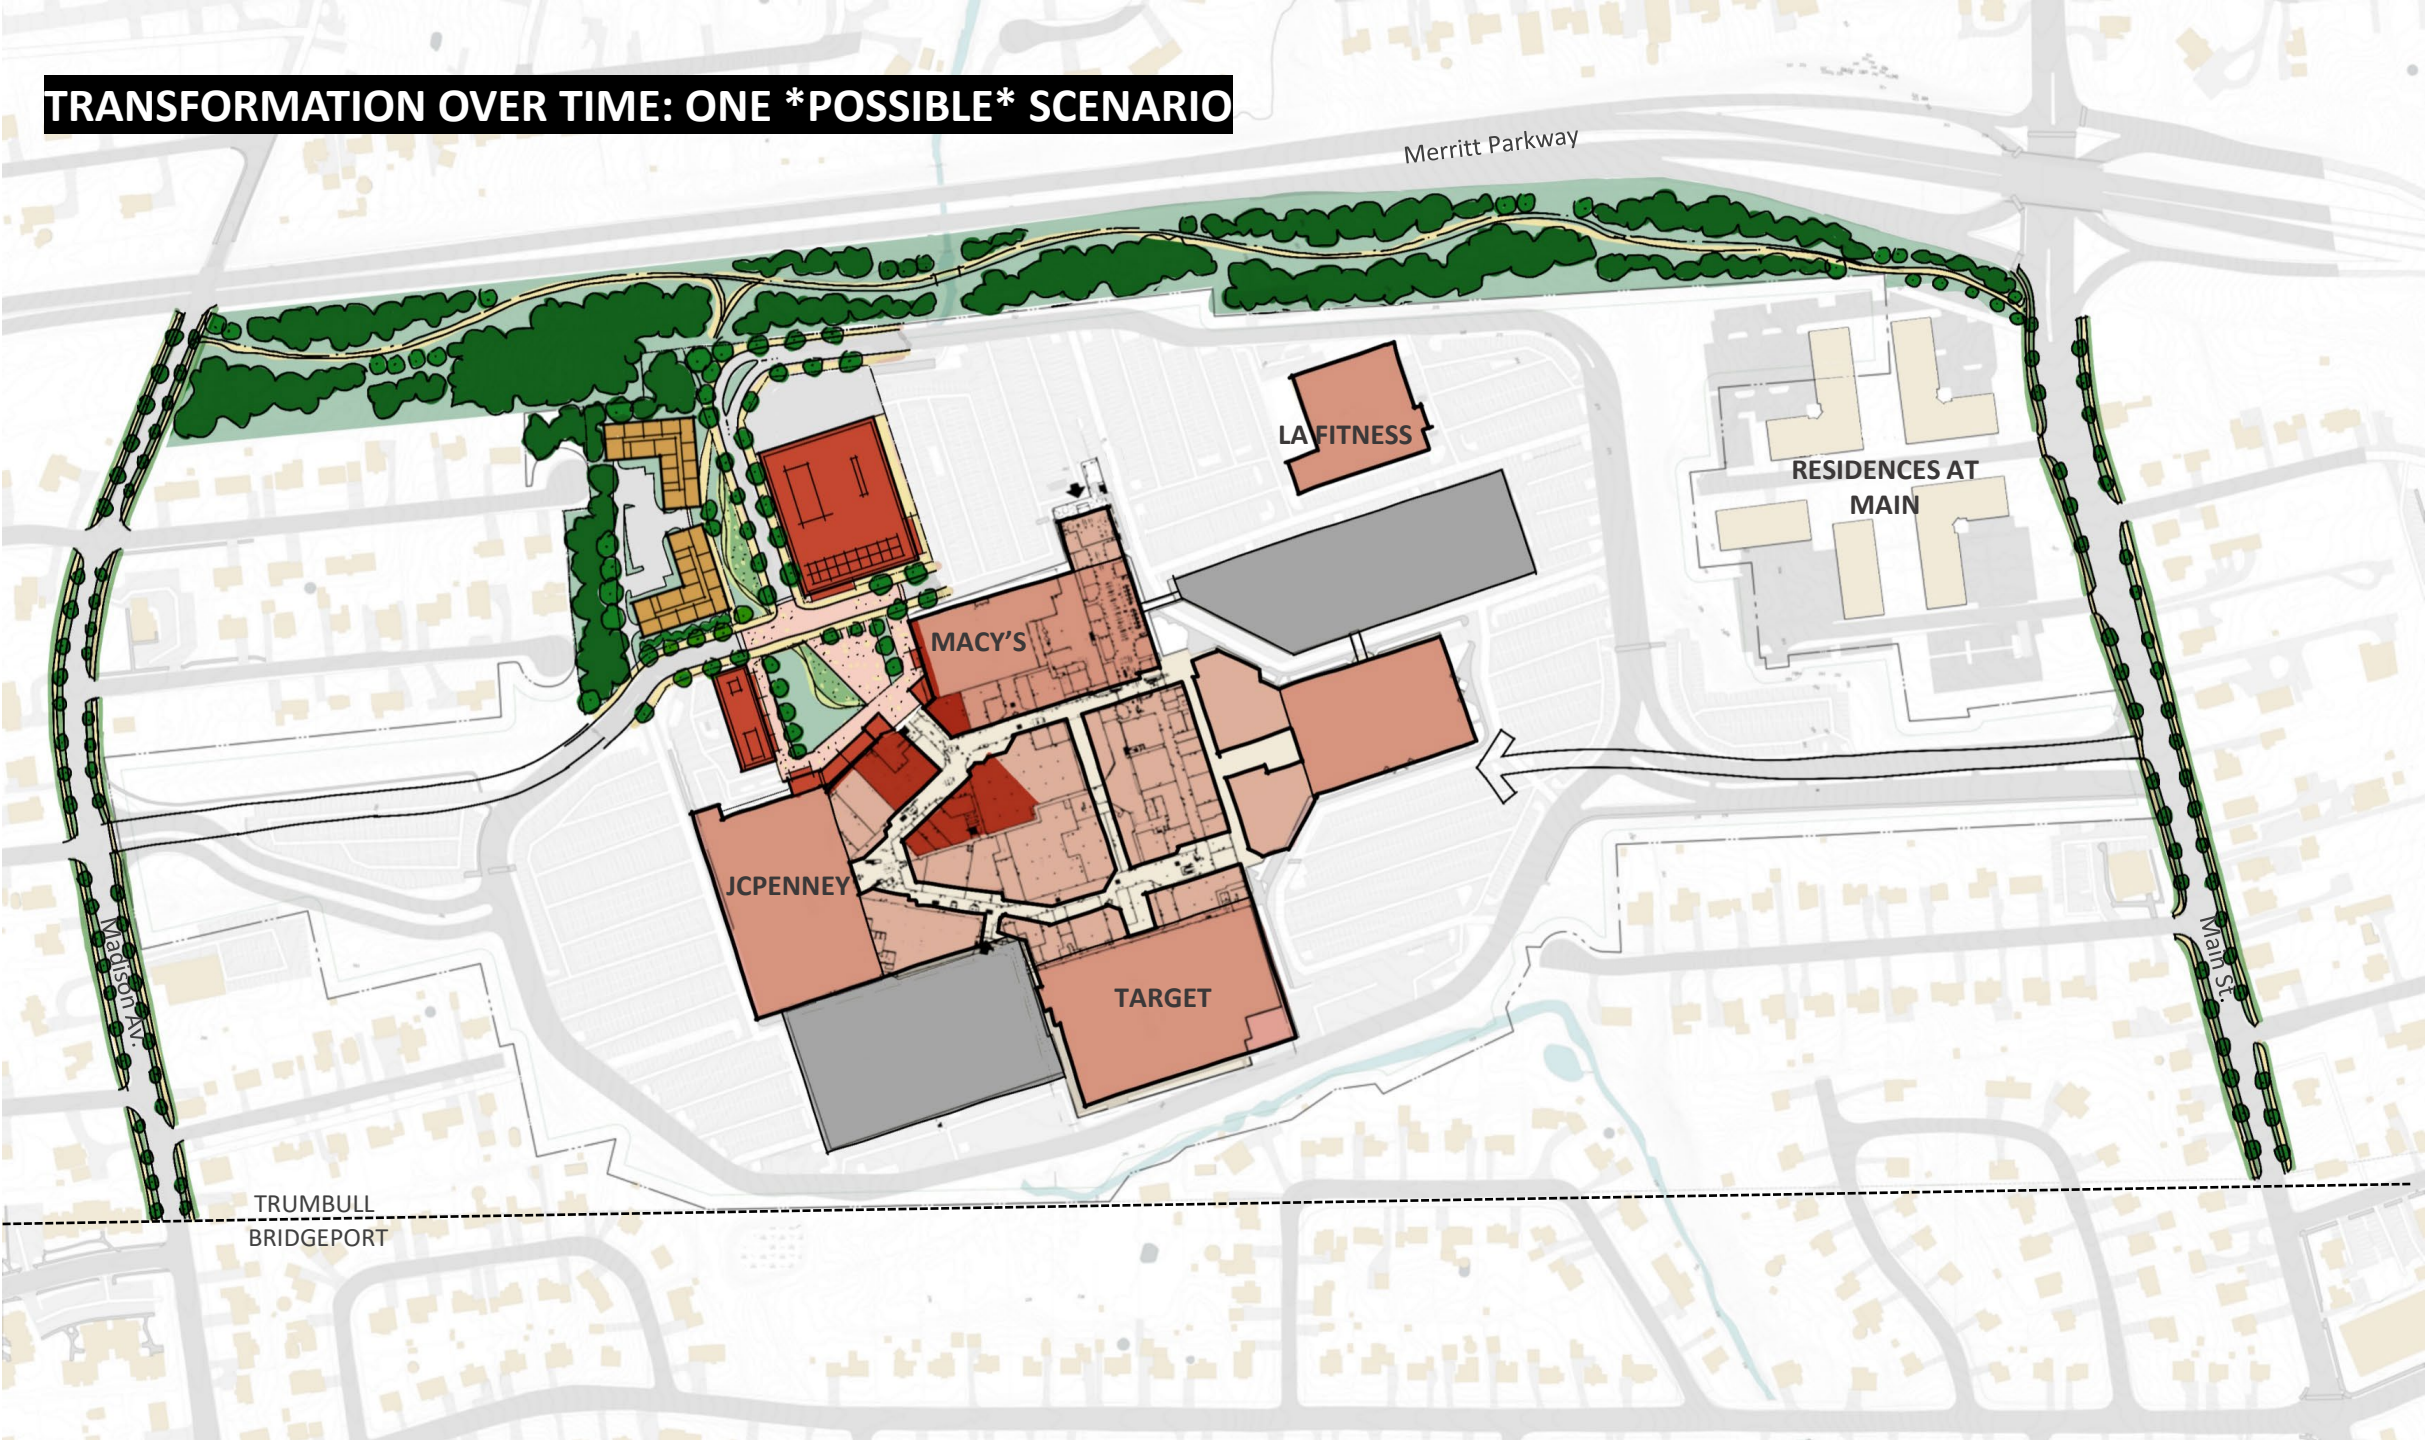 TRANSFORMATION OVER TIME: ONE *POSSIBLE* SCENARIO
Merritt Parkway
LA FITNESS
RESIDENCES AT
MAIN
MACY'S
JCPENNEY
TARGET
Madison Av.
Main St.
TRUMBULL
BRIDGEPORT